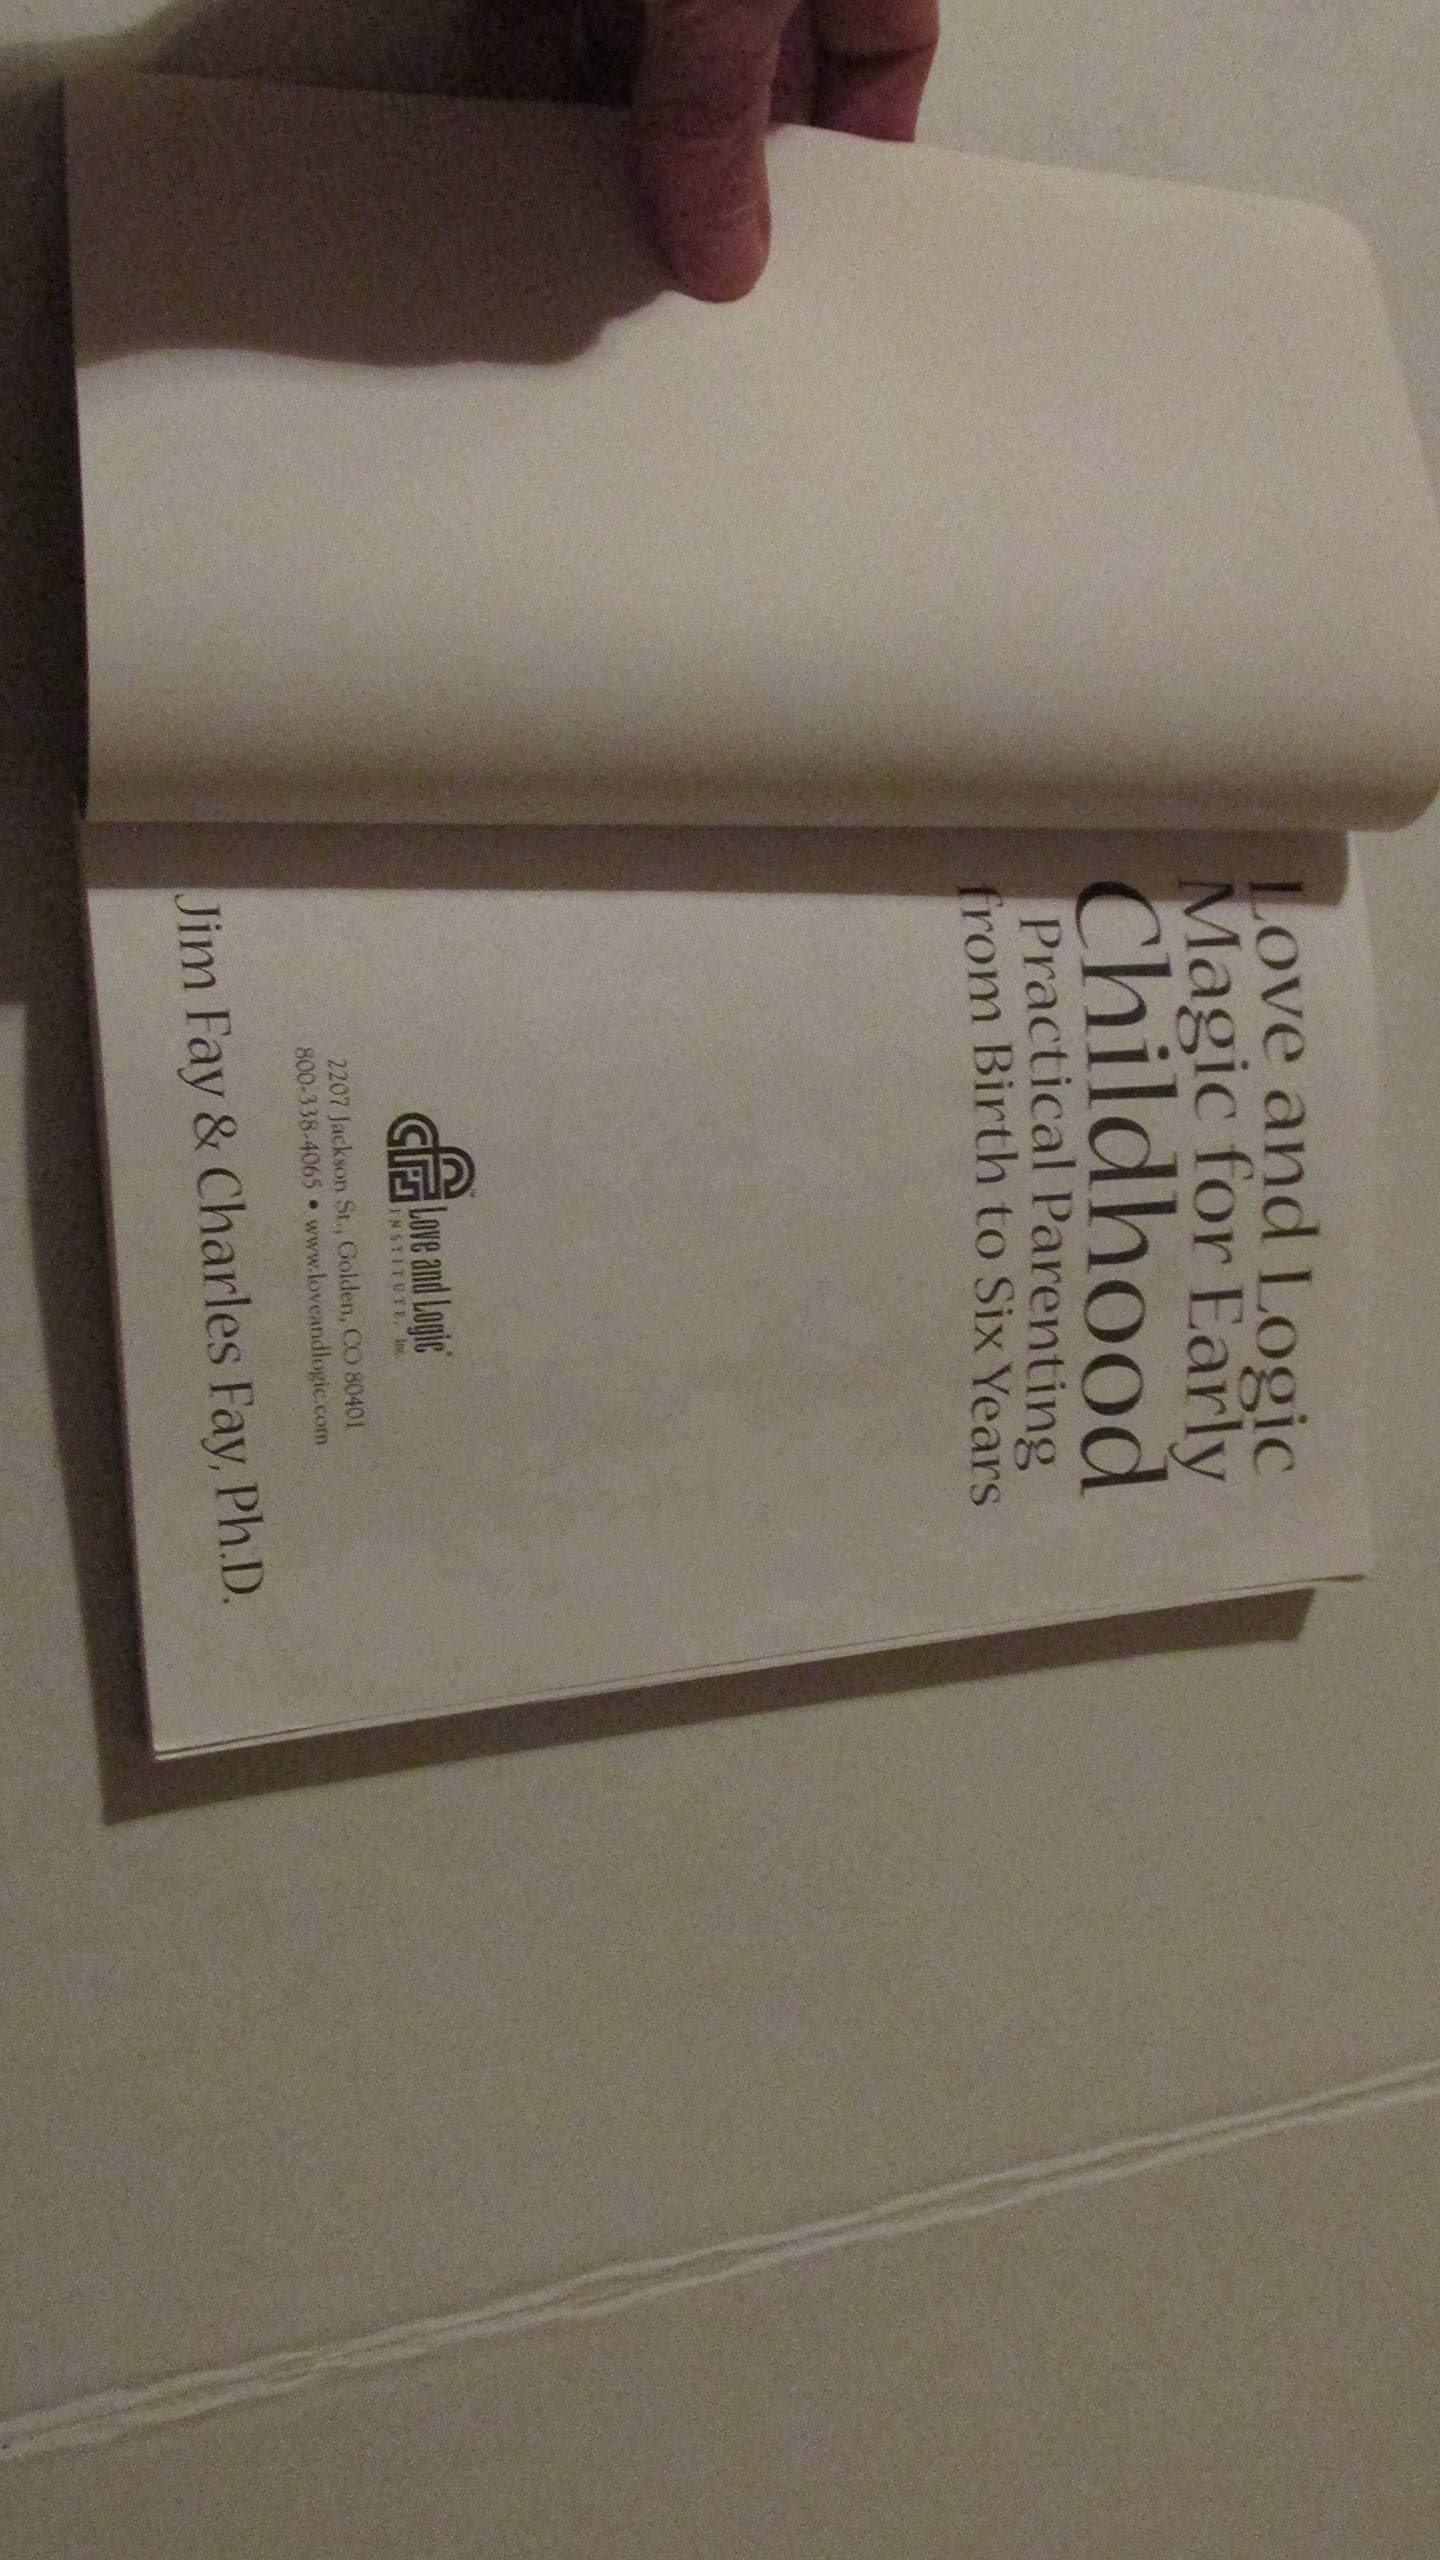 Love and Logic
Magic for Early
Childhood
Practical Parenting
from Birth to Six Years
Love and Logic®
INSTITUTE, Inc.
2207 Jackson St., Golden, CO 80401
800-338-4065 • www.loveandlogic.com
Jim Fay & Charles Fay, Ph.D.